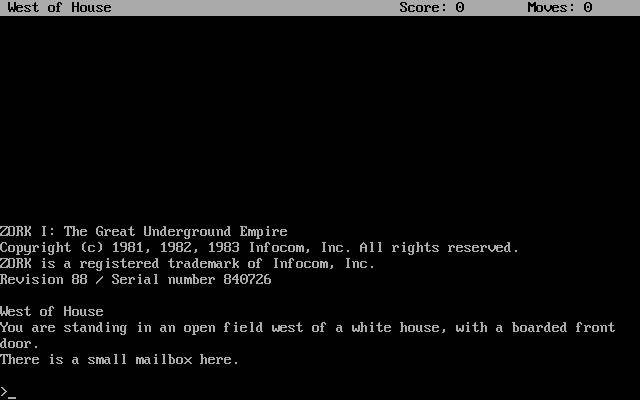 West of House Score: 0 Moves: 0
ZORK I: The Great Underground Empire
Copyright (c) 1981, 1982, 1983 Infocom, Inc. All rights reserved.
ZORK is a registered trademark of Infocom, Inc.
Revision 88 / Serial number 840726
West of House
You are standing in an open field west of a white house, with a boarded front
door.
There is a small mailbox here.
>_